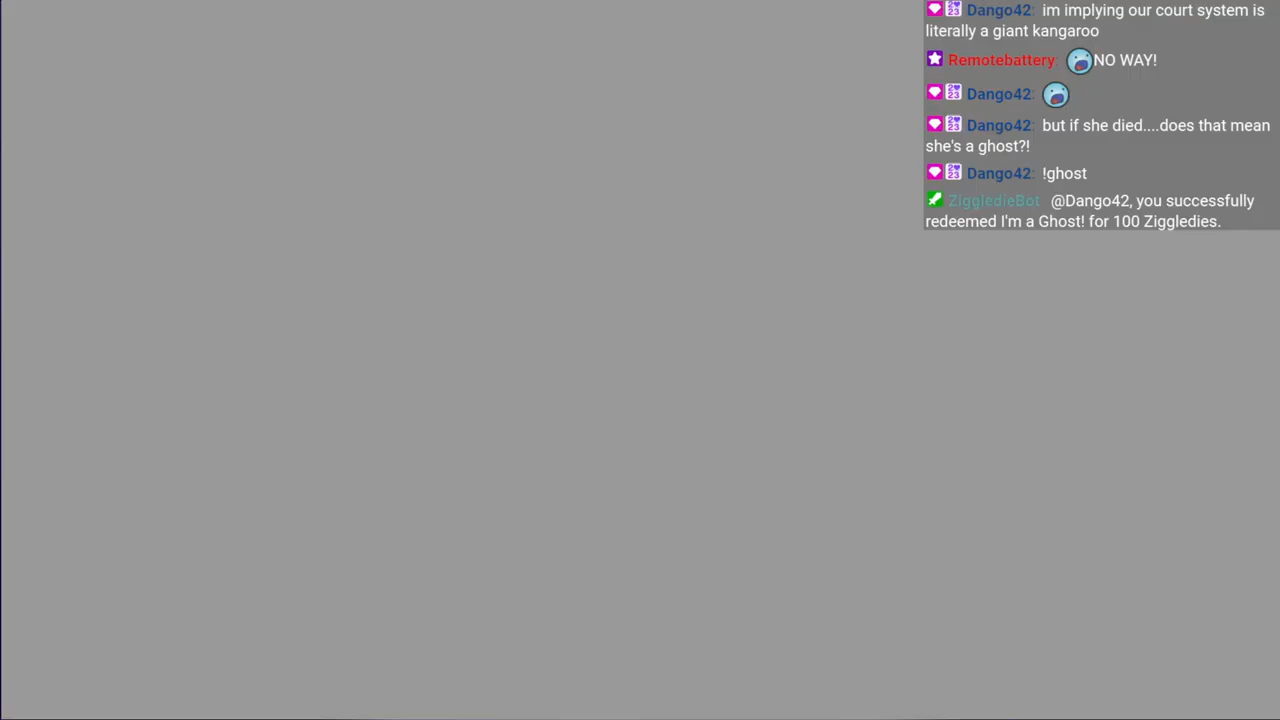 Dango42: im implying our court system is
literally a giant kangaroo
Remotebattery: NO WAY!
Dango42:
Dango42: but if she died....does that mean
she's a ghost?!
Dango42: !ghost
ZiggledieBot @Dango42, you successfully
redeemed I'm a Ghost! for 100 Ziggledies.